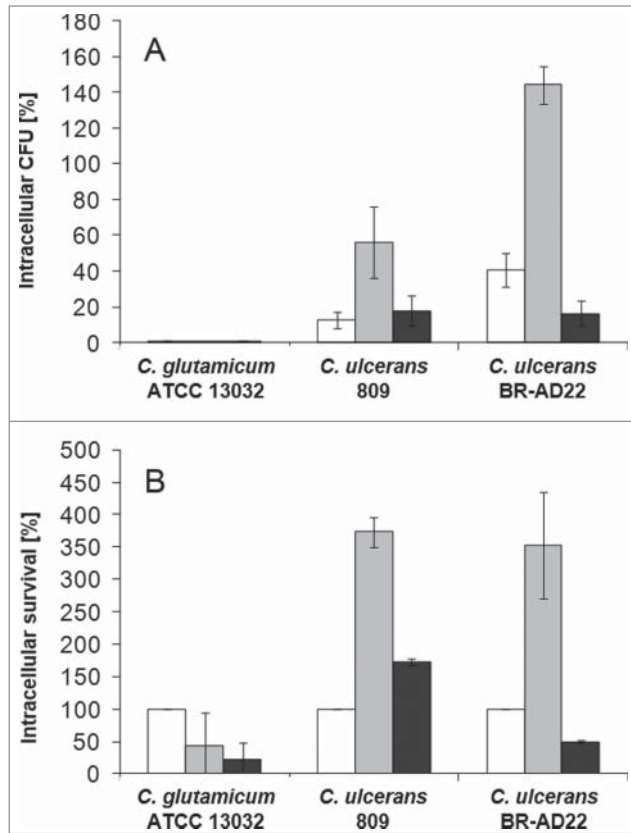 A
Intracellular CFU [%]
180
160
140
120
100
80
60
40
20
0
C. glutamicum
ATCC 13032
C. ulcerans
809
C. ulcerans
BR-AD22
B
Intracellular survival [%]
500
450
400
350
300
250
200
150
100
50
0
C. glutamicum
ATCC 13032
C. ulcerans
809
C. ulcerans
BR-AD22